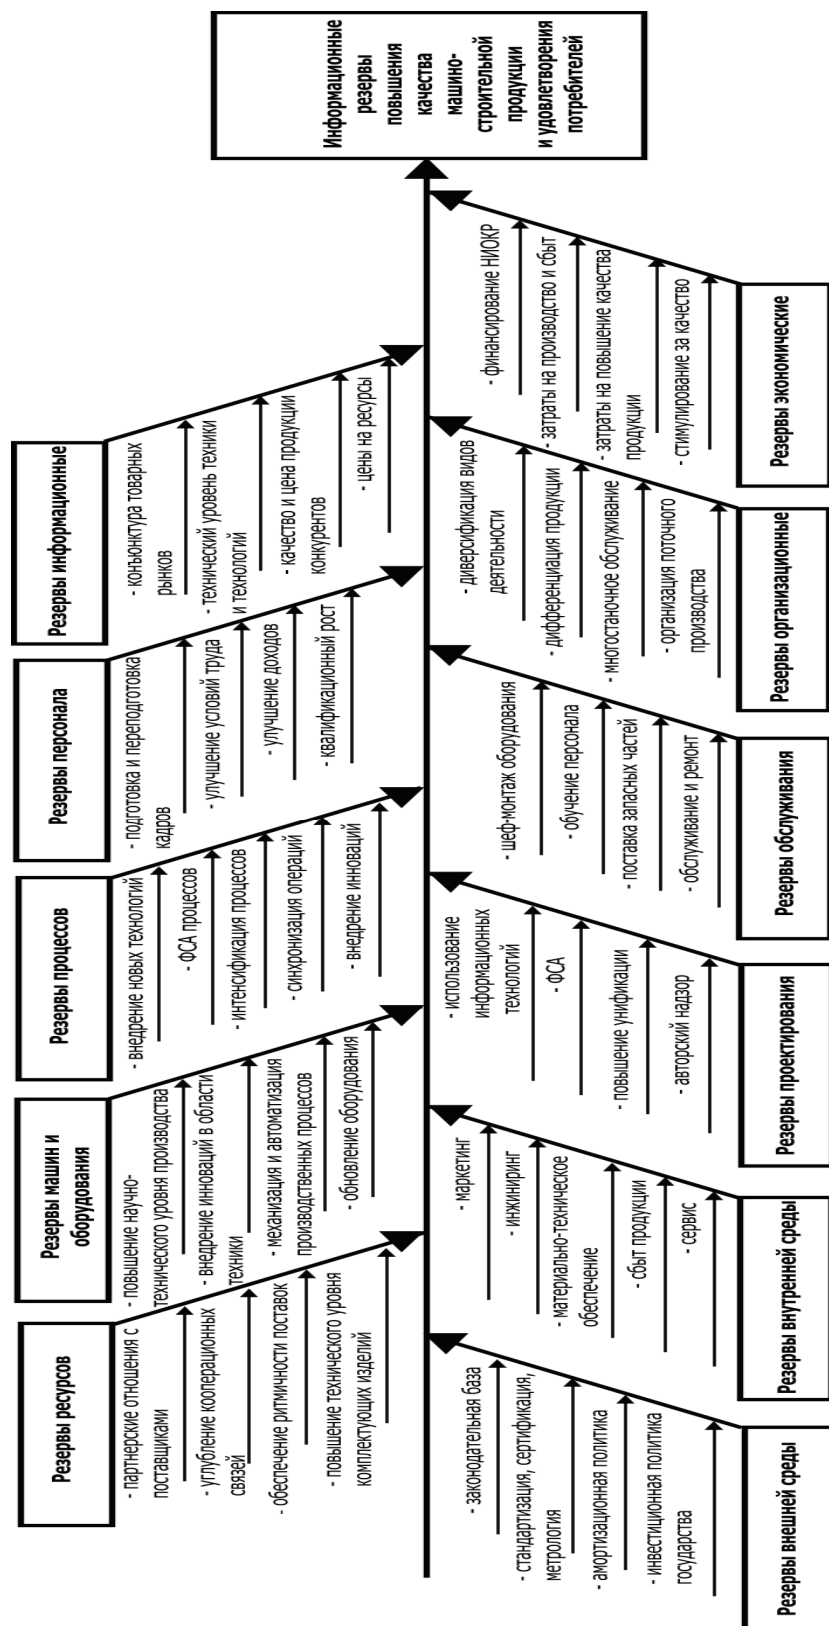 Резервы ресурсов
- партнерские отношения с
поставщиками
- углубление кооперационных
связей
- обеспечение ритмичности поставок
- повышение технического уровня
комплектующих изделий
Резервы машин и
оборудования
- повышение научно-
технического уровня производства
- внедрение инноваций в области
техники
- механизация и автоматизация
производственных процессов
- обновление оборудования
Резервы процессов
- внедрение новых технологий
- ФСА процессов
- интенсификация процессов
- синхронизация операций
- внедрение инноваций
Резервы персонала
- подготовка и переподготовка
кадров
- улучшение условий труда
- улучшение доходов
- квалификационный рост
Резервы информационные
- конъюнктура товарных
рынков
- технический уровень техники
и технологий
- качество и цена продукции
конкурентов
- цены на ресурсы
Информационные
резервы
повышения
качества
машино-
строительной
продукции
и удовлетворения
потребителей
- законодательная база
- стандартизация, сертификация,
метрология
- амортизационная политика
- инвестиционная политика
государства
Резервы внешней среды
- маркетинг
- инжиниринг
- материально-техническое
обеспечение
- сбыт продукции
- сервис
Резервы внутренней среды
- использование
информационных
технологий
- ФСА
- повышение унификации
- авторский надзор
Резервы проектирования
- шеф-монтаж оборудования
- обучение персонала
- поставка запасных частей
- обслуживание и ремонт
Резервы обслуживания
- диверсификация видов
деятельности
- дифференциация продукции
- многостаночное обслуживание
- организация поточного
производства
Резервы организационные
- финансирование НИОКР
- затраты на производство и сбыт
- затраты на повышение качества
продукции
- стимулирование за качество
Резервы экономические